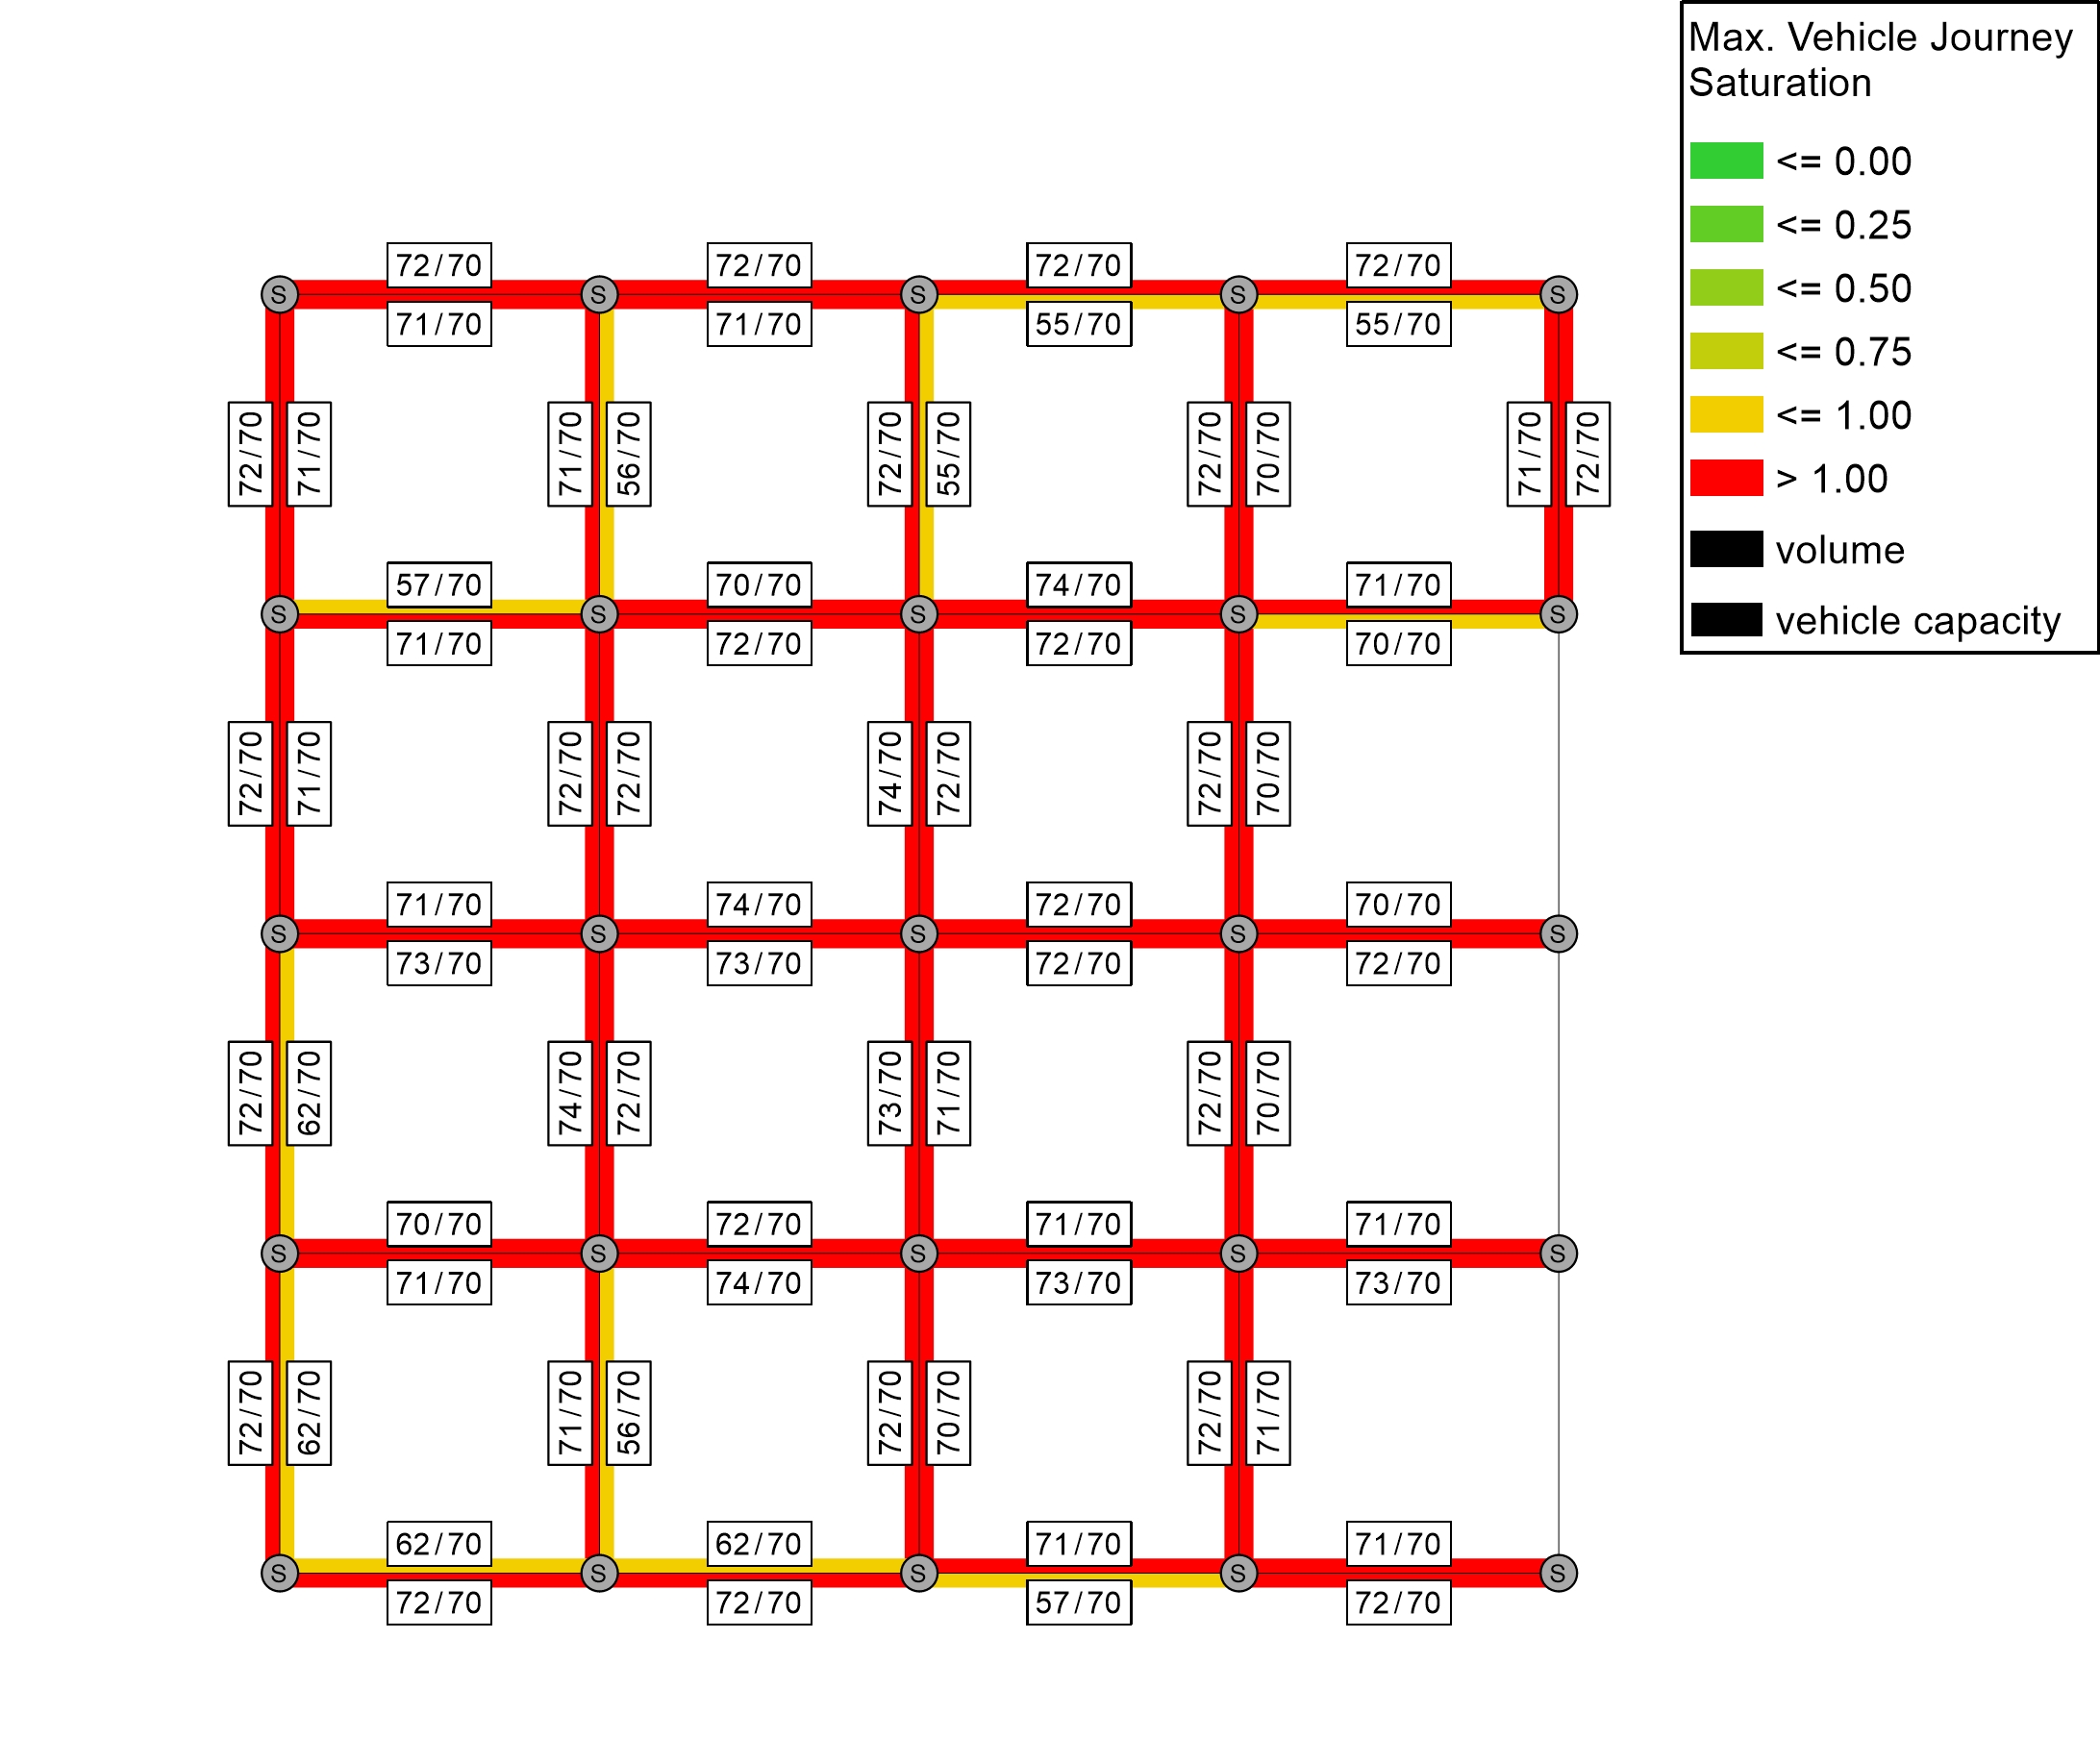 Max. Vehicle Journey
Saturation
<= 0.00
<= 0.25
<= 0.50
<= 0.75
<= 1.00
> 1.00
volume
vehicle capacity
72/70 72/70 72/70 72/70
S S S S S
71/70 71/70 55/70 55/70
72/70 71/70 71/70 56/70 72/70 55/70 72/70 70/70 71/70 72/70
57/70 70/70 74/70 71/70
S S S S S
71/70 72/70 72/70 70/70
72/70 71/70 72/70 72/70 74/70 72/70 72/70 70/70
71/70 74/70 72/70 70/70
S S S S S
73/70 73/70 72/70 72/70
72/70 62/70 74/70 72/70 73/70 71/70 72/70 70/70
70/70 72/70 71/70 71/70
S S S S S
71/70 74/70 73/70 73/70
72/70 62/70 71/70 56/70 72/70 70/70 72/70 71/70
62/70 62/70 71/70 71/70
S S S S S
72/70 72/70 57/70 72/70